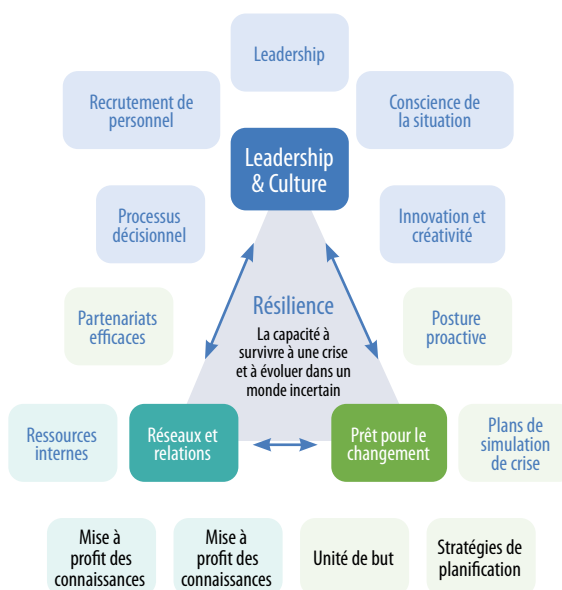 Leadership
Recrutement de
personnel
Conscience de
la situation
Leadership
& Culture
Processus
décisionnel
Innovation et
créativité
Partenariats
efficaces
Résilience
La capacité à
survivre à une crise
et à évoluer dans un
monde incertain
Posture
proactive
Ressources
internes
Réseaux et
relations
Prêt pour le
changement
Plans de
simulation
de crise
Mise à
profit des
connaissances
Mise à
profit des
connaissances
Unité de but
Stratégies de
planification